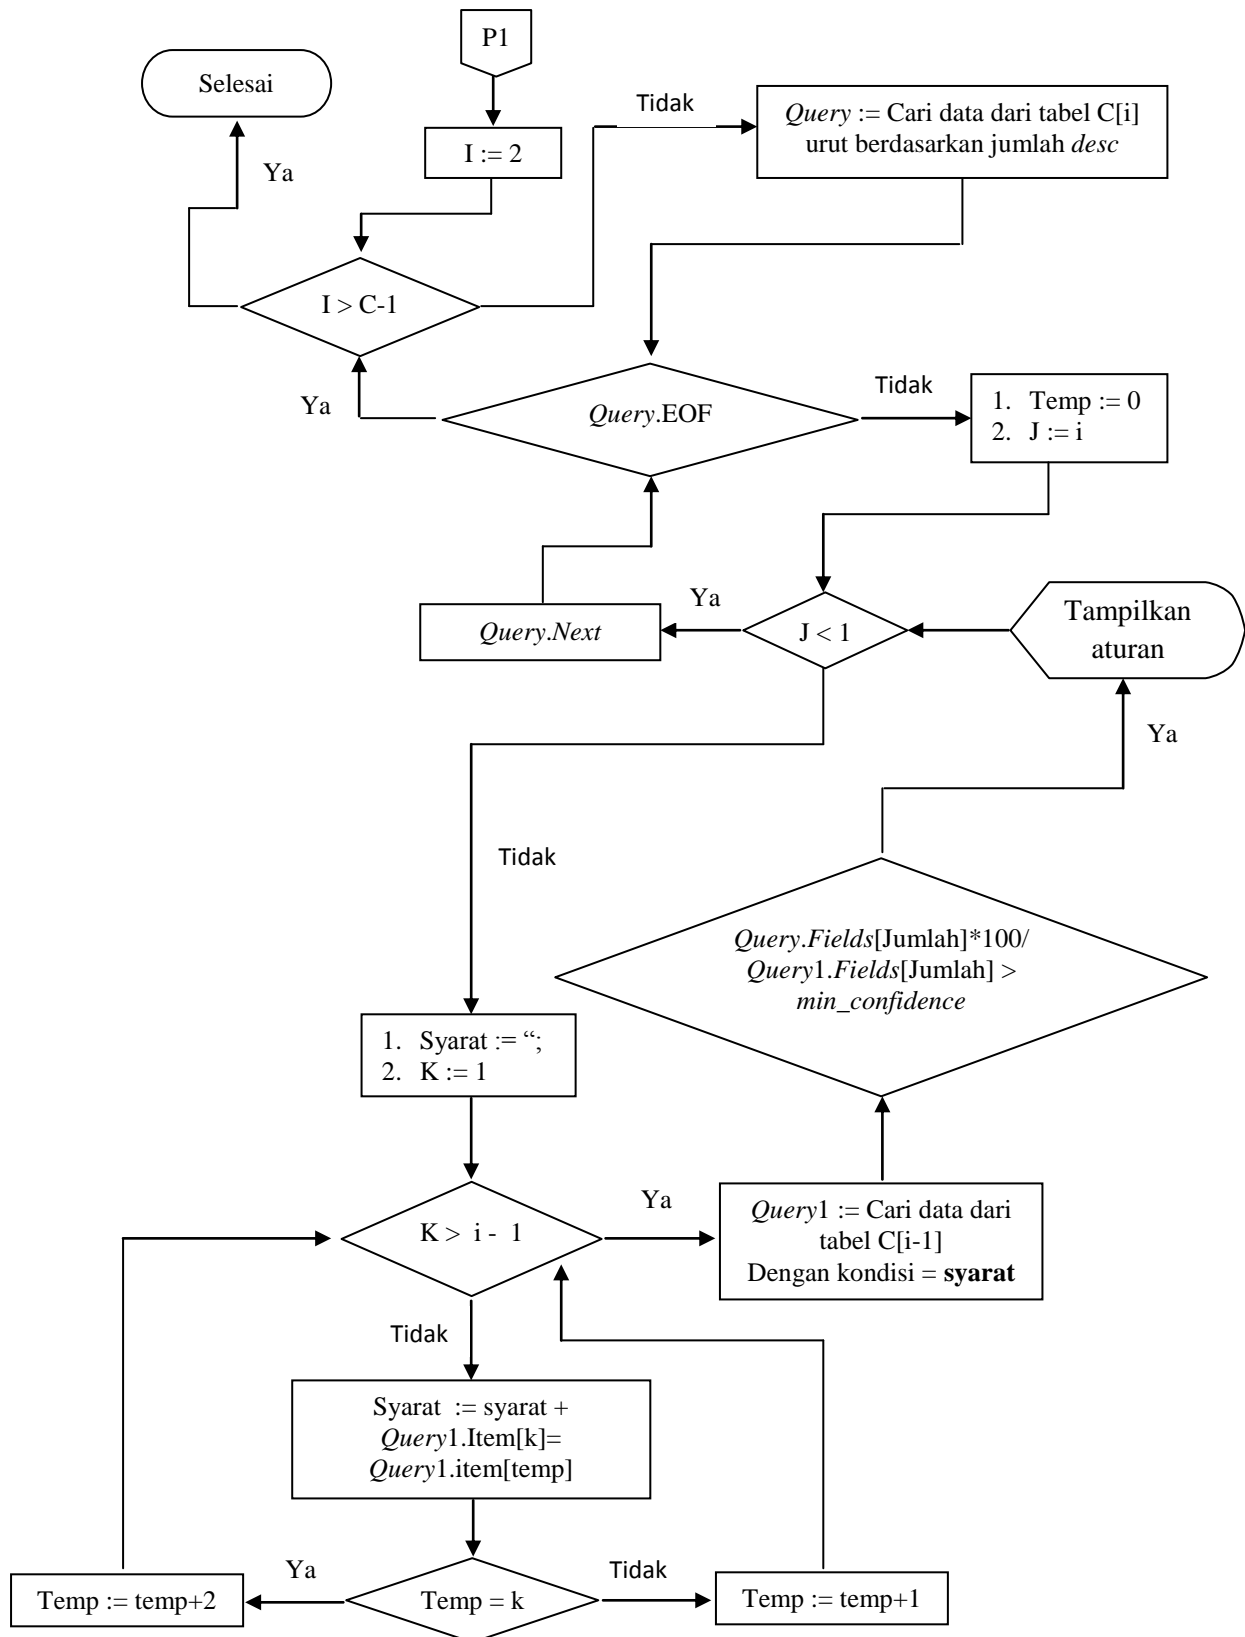 P1
Selesai
Tidak
Query := Cari data dari tabel C[i]
urut berdasarkan jumlah desc
I := 2
Ya
I > C-1
Ya
Query.EOF
Tidak
1. Temp := 0
2. J := i
Query.Next
Ya
J < 1
Tampilkan
aturan
Ya
Tidak
Query.Fields[Jumlah]*100/
Query1.Fields[Jumlah] >
min_confidence
1. Syarat := “;
2. K := 1
K > i - 1
Ya
Query1 := Cari data dari
tabel C[i-1]
Dengan kondisi = syarat
Tidak
Syarat := syarat +
Query1.Item[k]=
Query1.item[temp]
Temp := temp+2
Ya
Temp = k
Tidak
Temp := temp+1